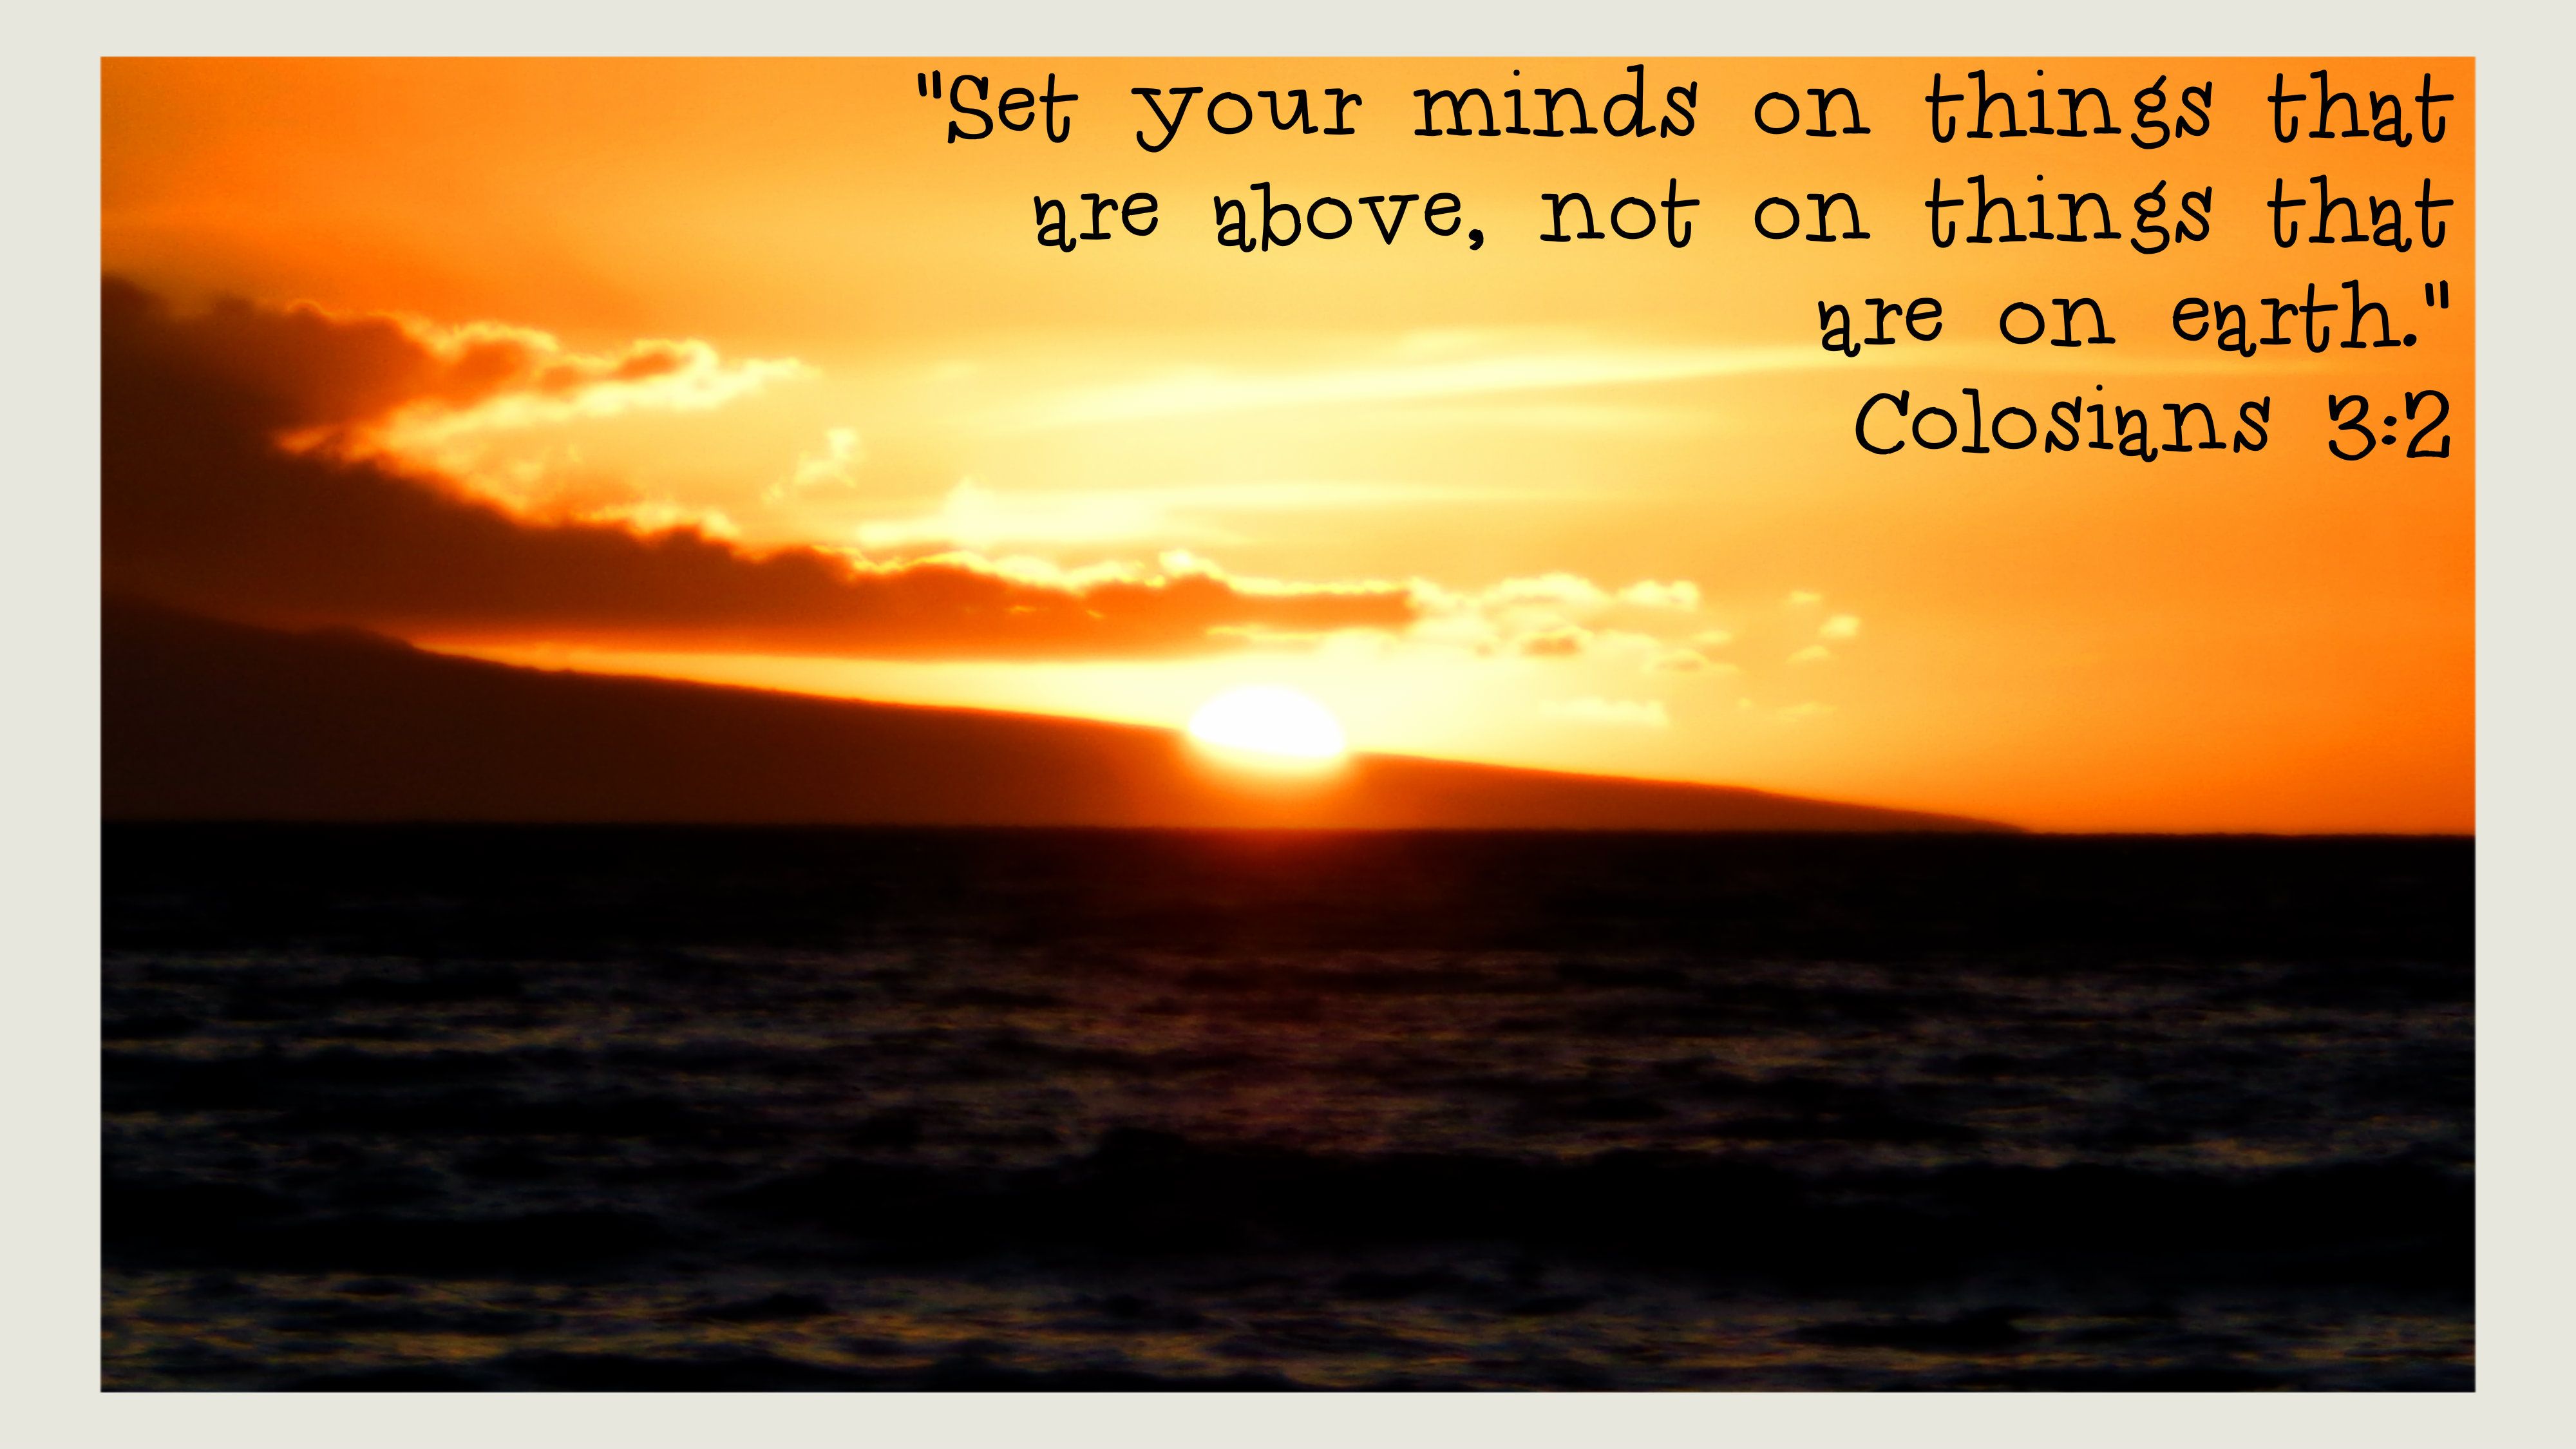 "Set your minds on things that
are above, not on things that
are on earth."
Colosians 3:2